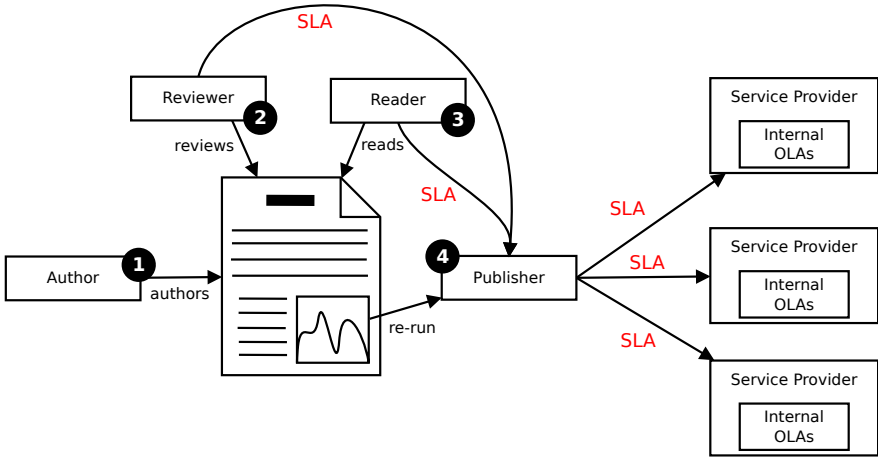 SLA
Reviewer
2
Reader
3
reviews
reads
SLA
Service Provider
Internal
OLAs
SLA
Author
1
authors
4
Publisher
SLA
Service Provider
Internal
OLAs
re-run
SLA
Service Provider
Internal
OLAs